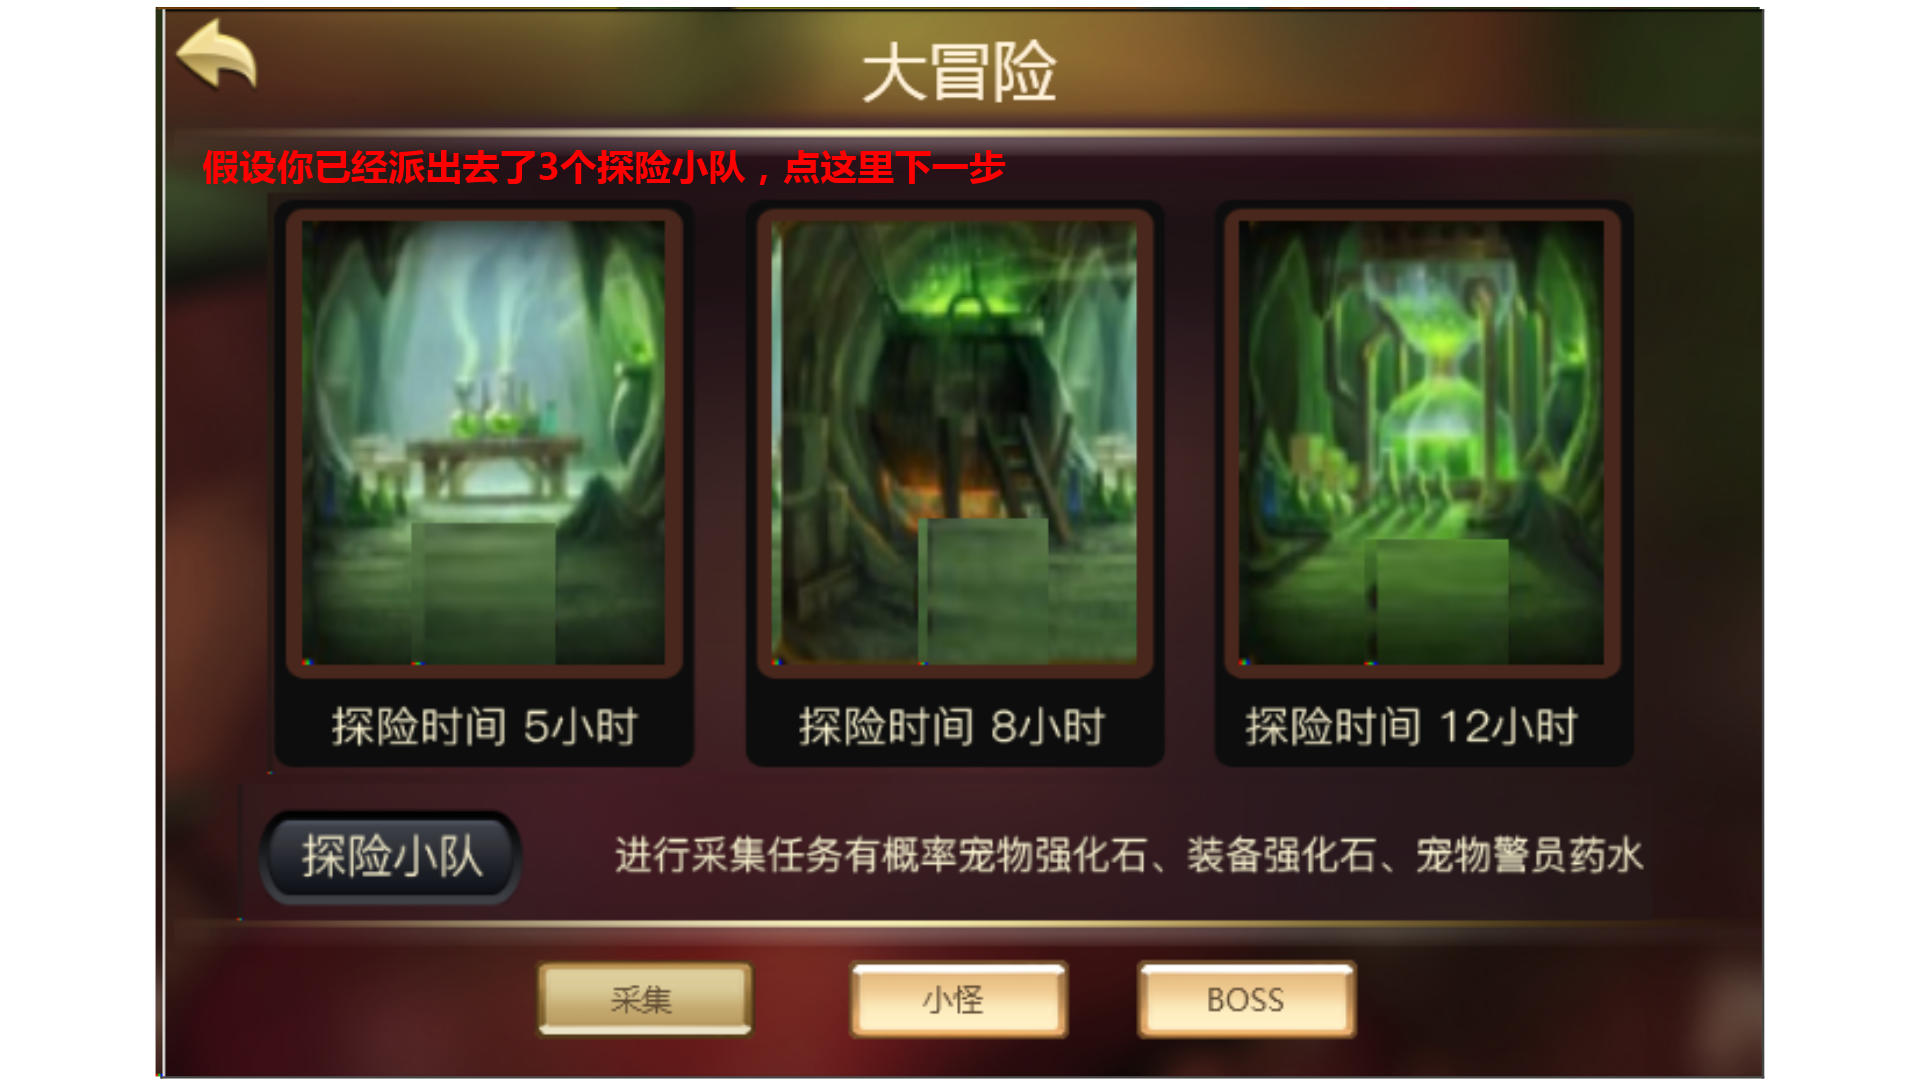 大冒险
假设你已经派出去了3个探险小队，点这里下一步
探险时间 5小时
探险时间 8小时
探险时间 12小时
探险小队
进行采集任务有概率宠物强化石、装备强化石、宠物警员药水
采集
小怪
BOSS